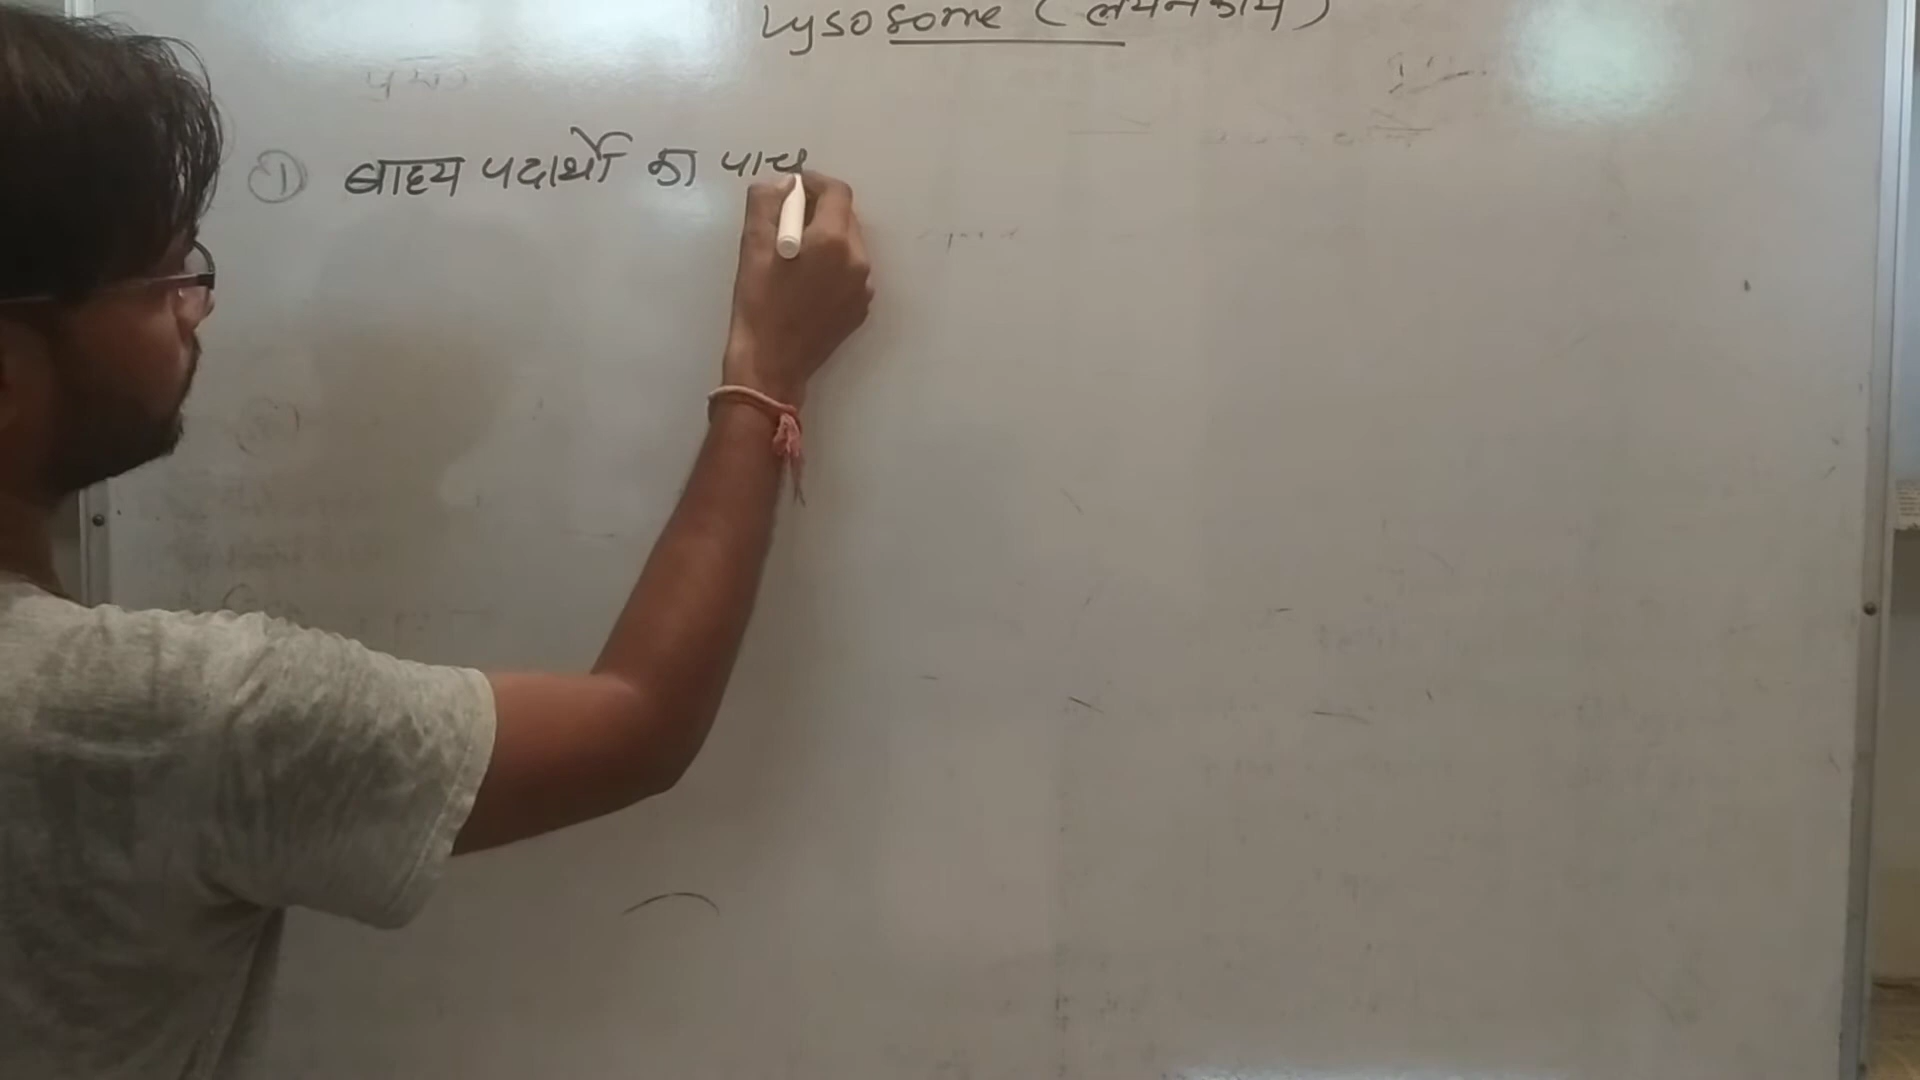 Lysosome (लयनकाय)
① बाह्य पदार्थो का पाच